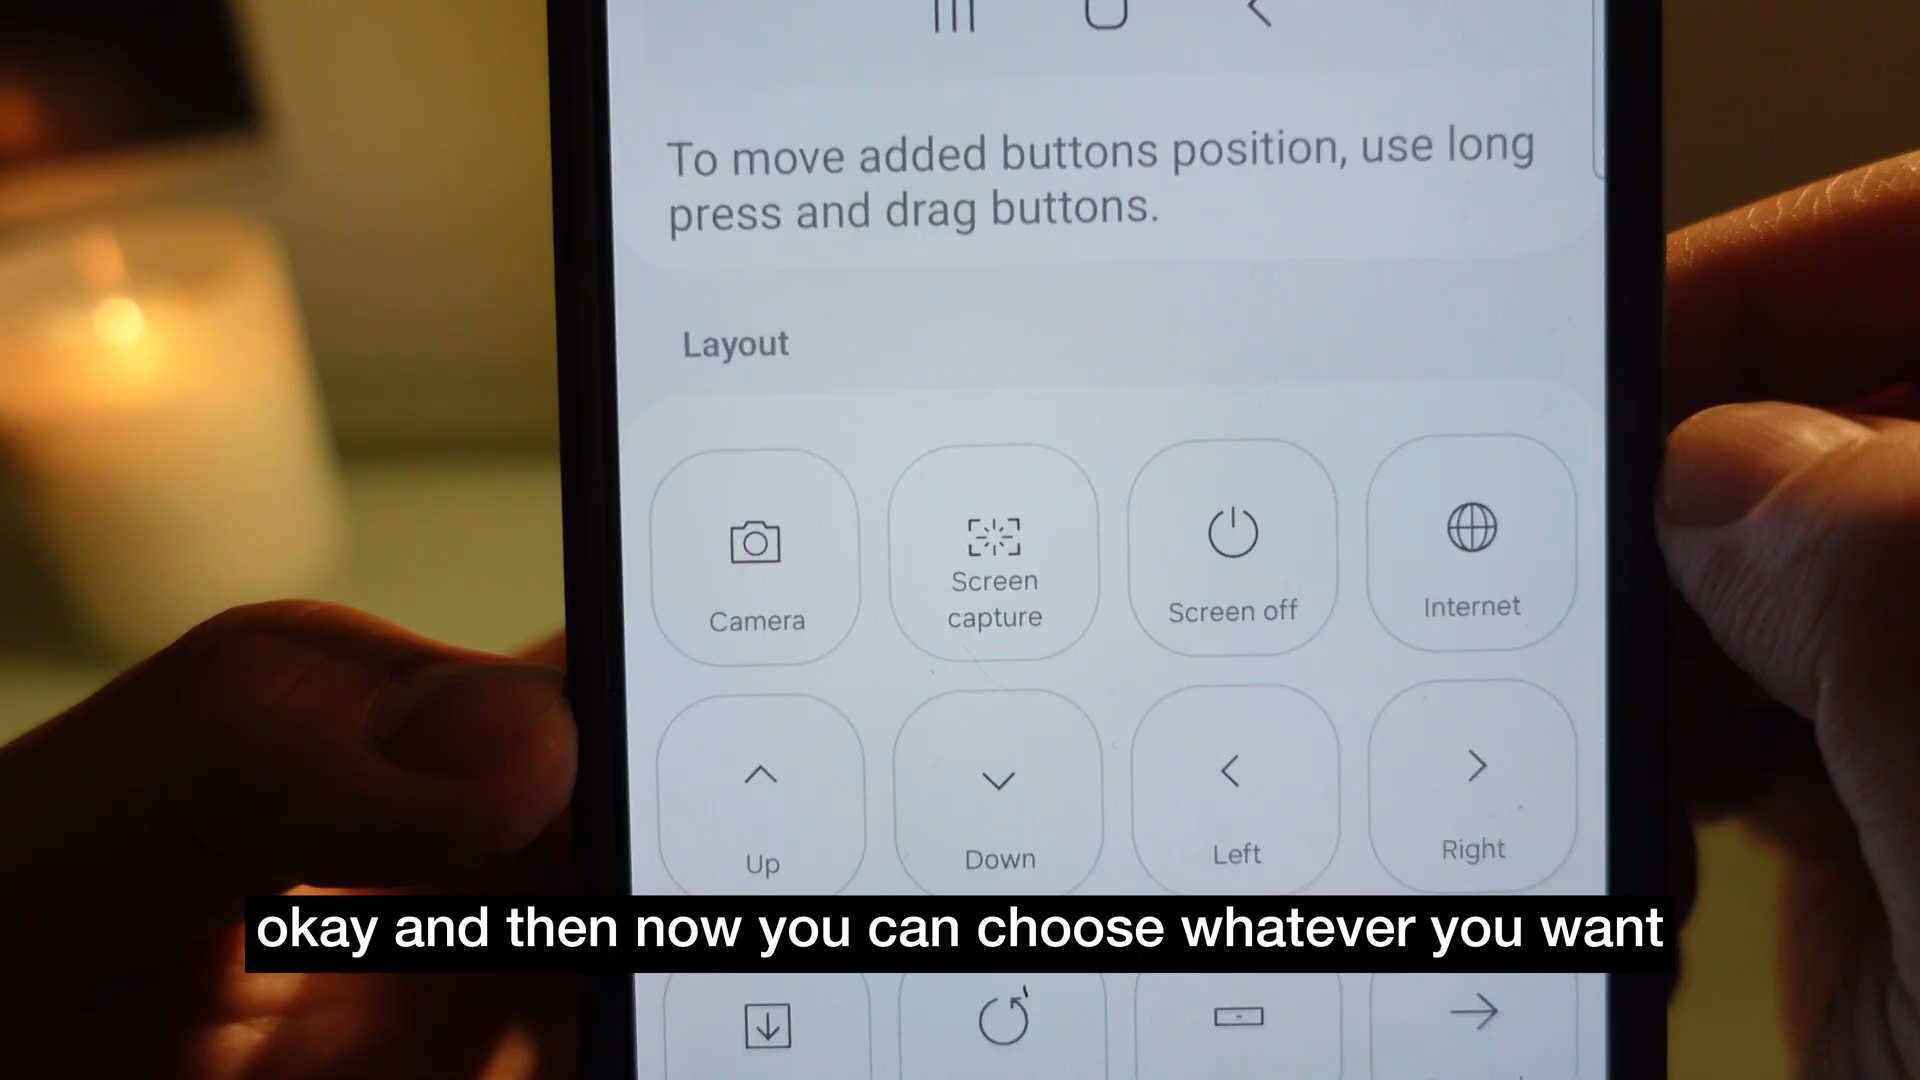 To move added buttons position, use long
press and drag buttons.
Layout
Camera
Screen
capture
Screen off
Internet
Up
Down
Left
Right
okay and then now you can choose whatever you want